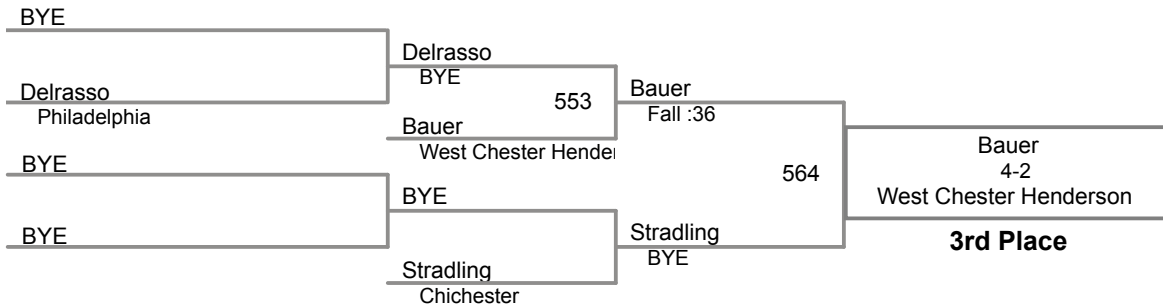 BYE
Delrasso
BYE
Delrasso
Philadelphia
553
Bauer
Fall :36
Bauer
West Chester Hender
BYE
BYE
564
Bauer
4-2
West Chester Henderson
3rd Place
BYE
Stradling
BYE
Stradling
Chichester